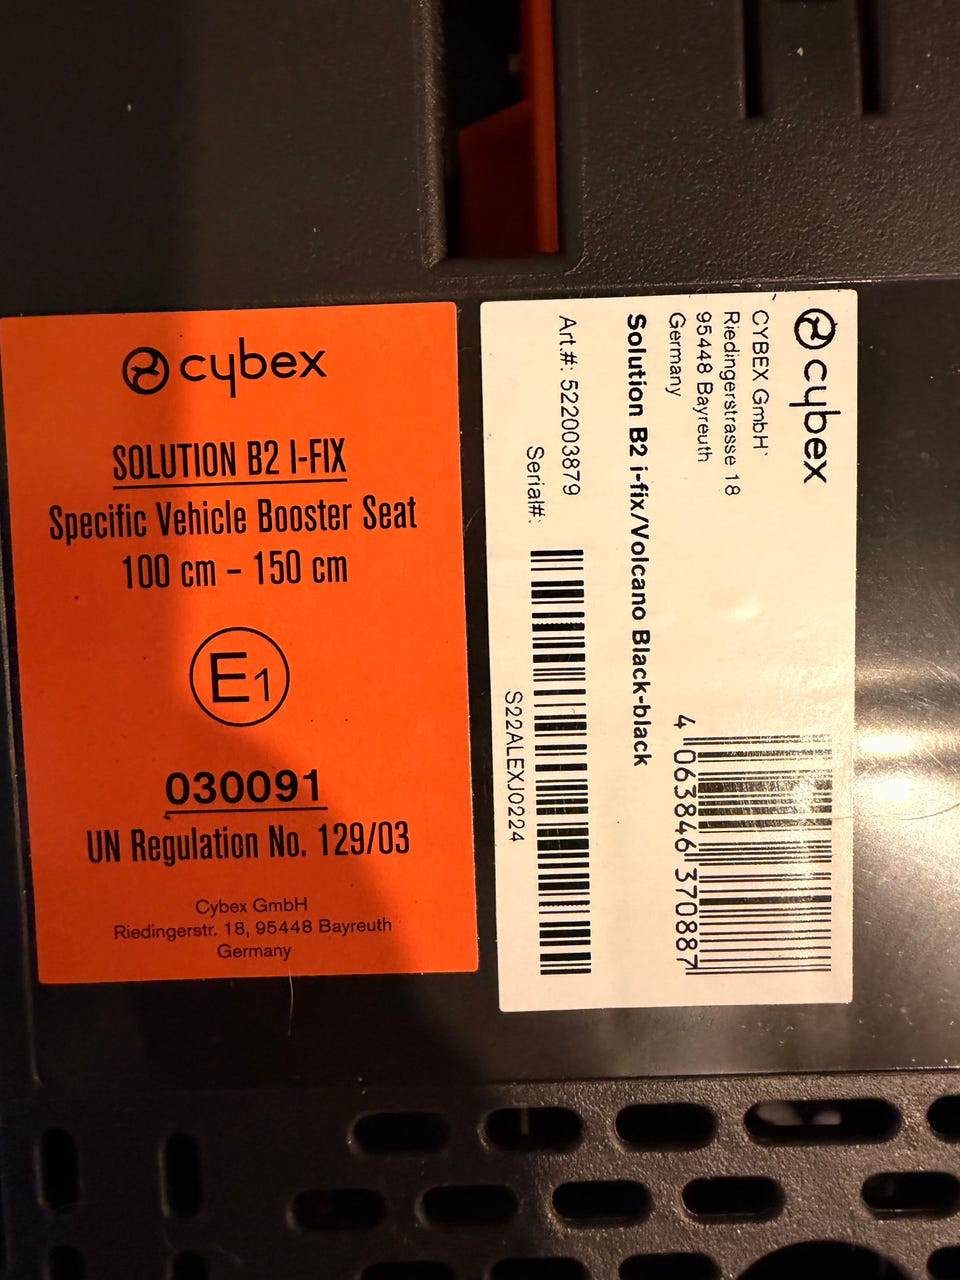 cybex
SOLUTION B2 I-FIX
Specific Vehicle Booster Seat
100 cm – 150 cm
E1
030091
UN Regulation No. 129/03
Cybex GmbH
Riedingerstr. 18, 95448 Bayreuth
Germany
cybex
CYBEX GmbH
Riedingerstrasse 18
95448 Bayreuth
Germany
4 063846 370887
Solution B2 i-fix/Volcano Black-black
Art.#: 522003879
Serial#:
S22ALEXJ0224